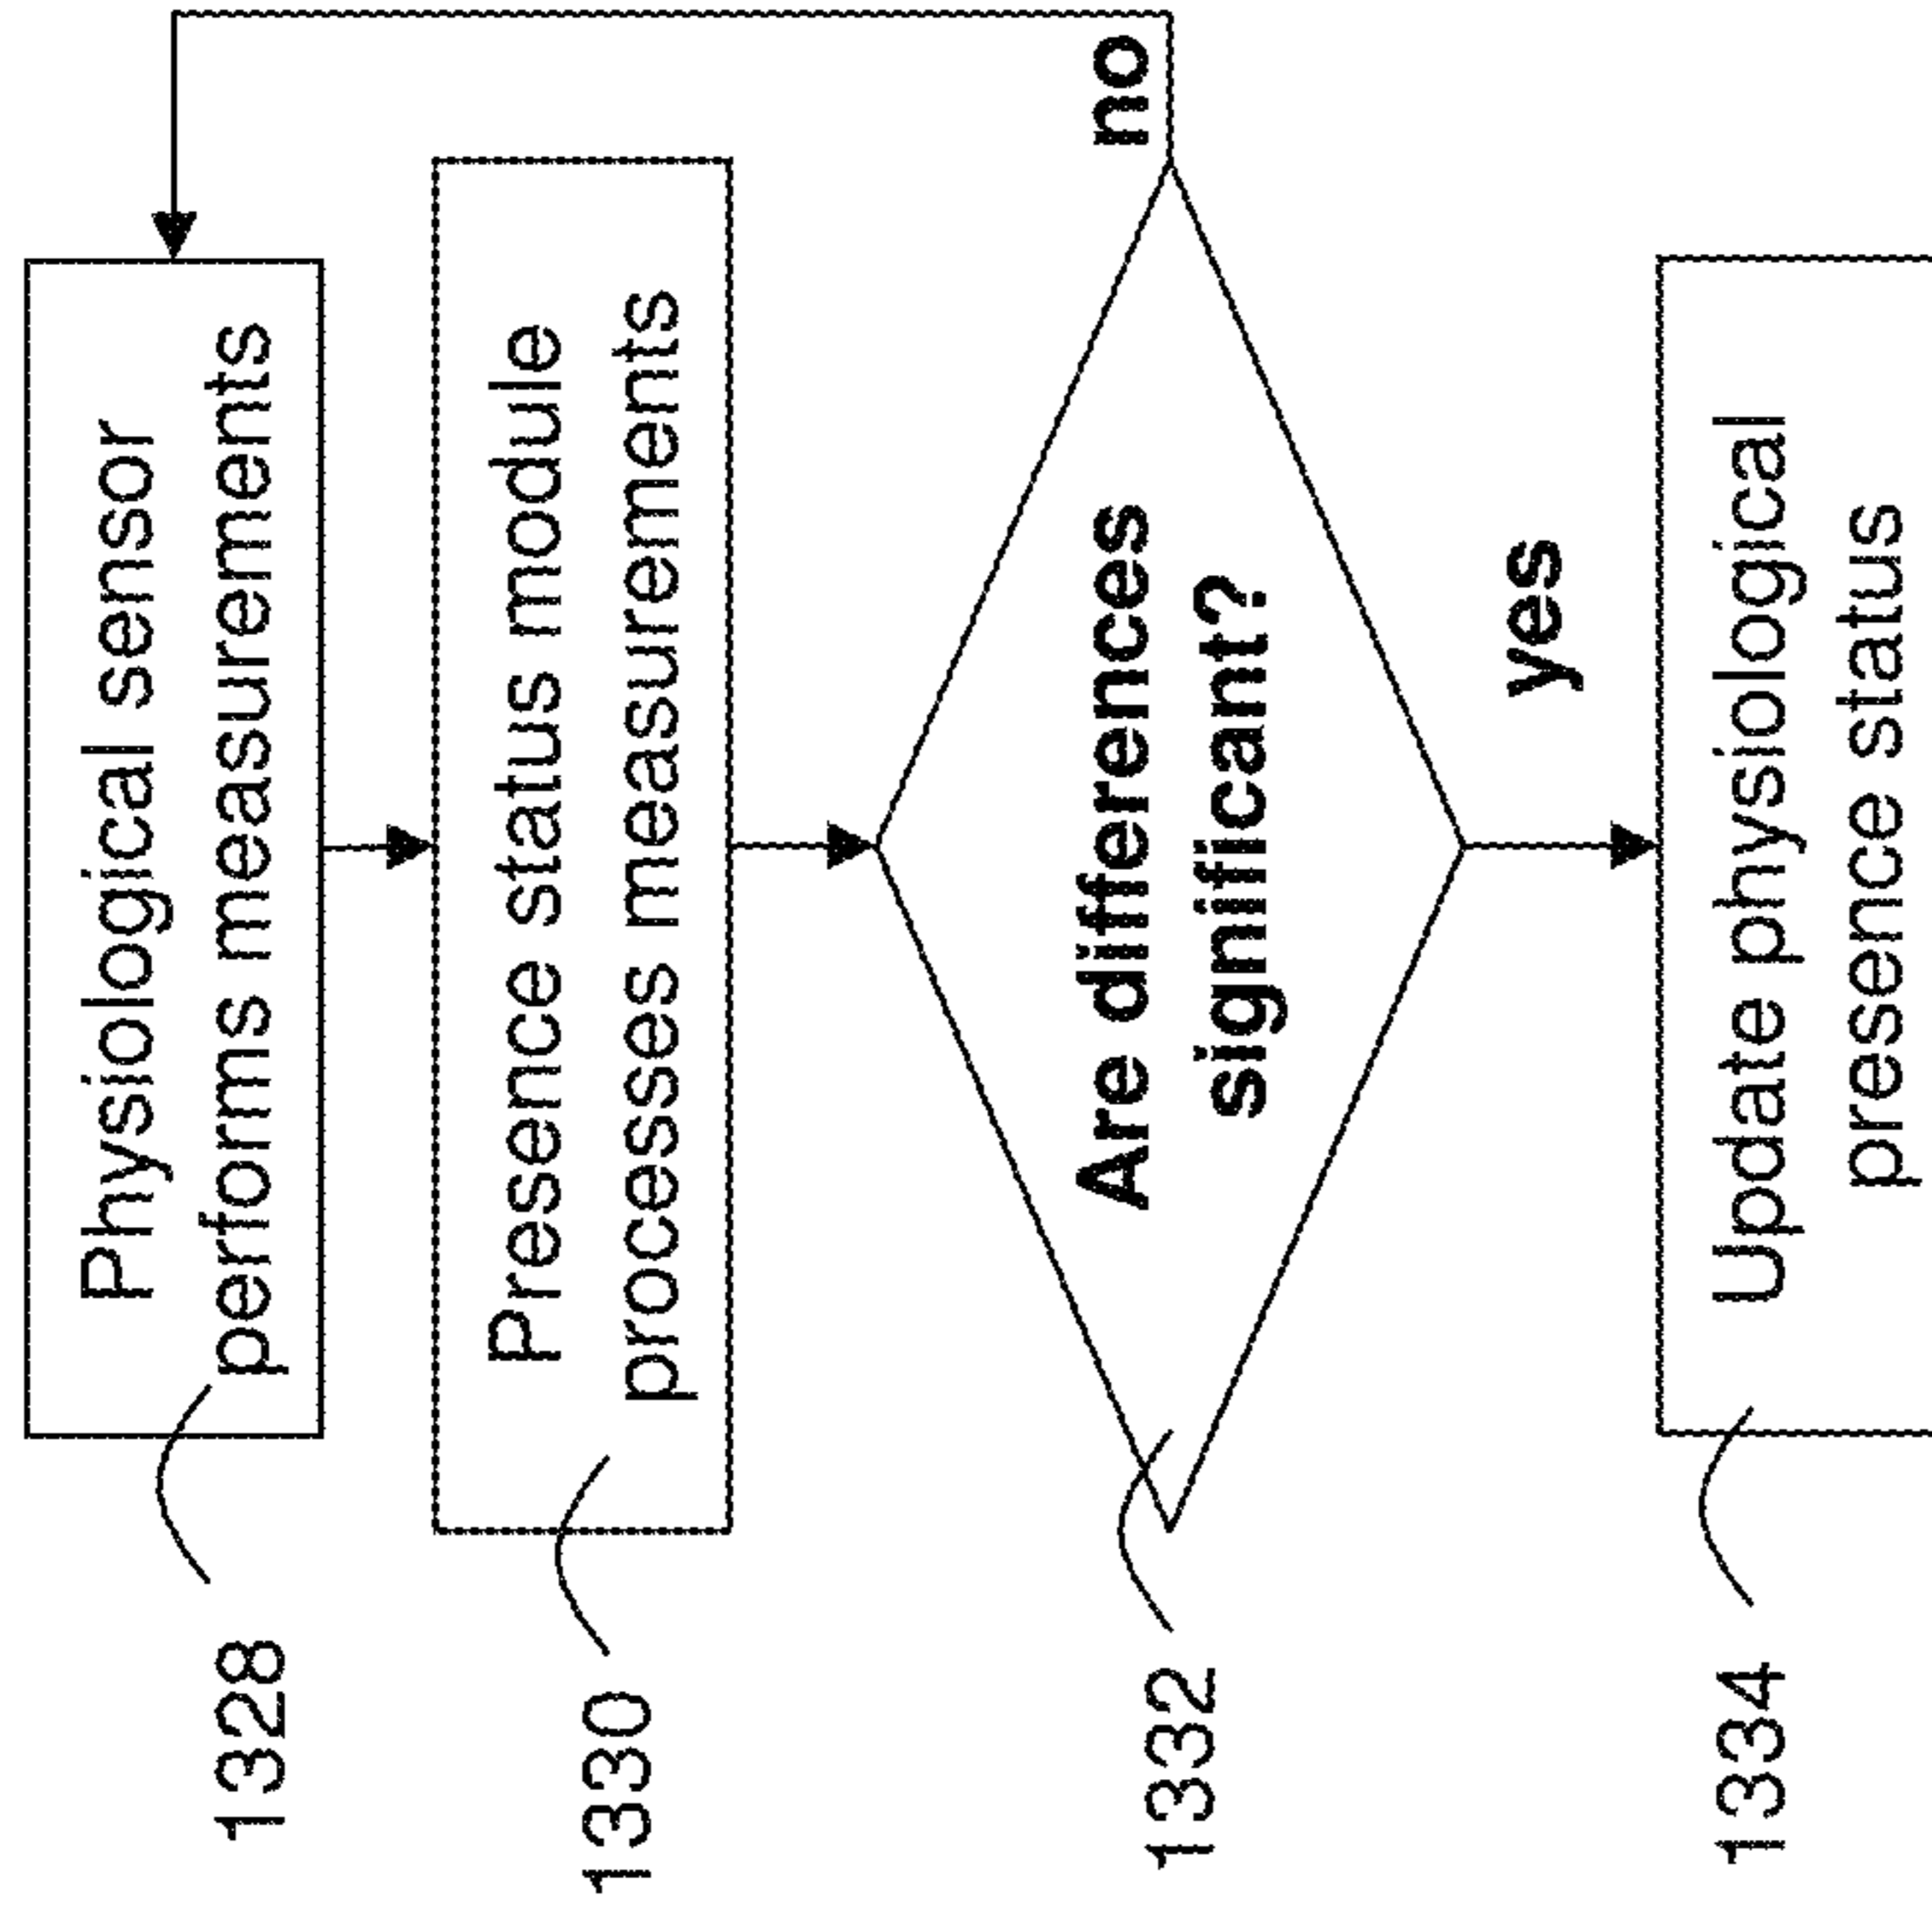 1328
Physiological sensor
performs measurements
1330
Presence status module
processes measurements
1332
Are differences
significant?
no
yes
1334
Update physiological
presence status